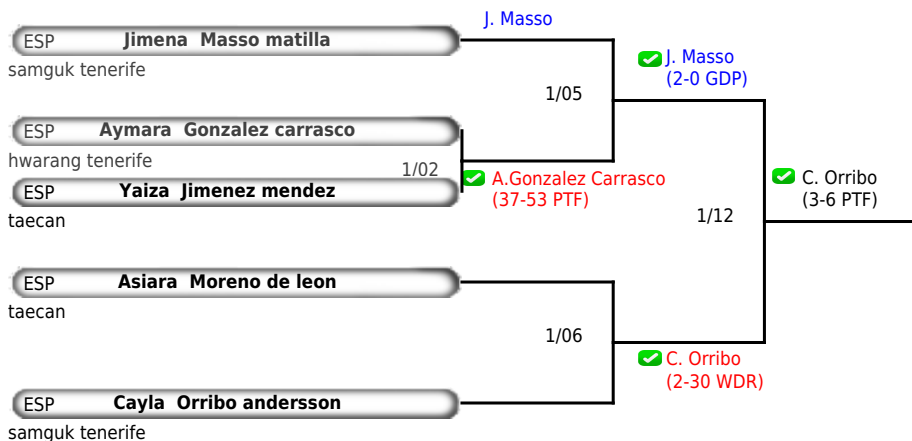 J. Masso
ESP Jimena Masso matilla
samguk tenerife
J. Masso
(2-0 GDP)
1/05
ESP Aymara Gonzalez carrasco
hwarang tenerife
1/02
A.Gonzalez Carrasco
(37-53 PTF)
ESP Yaiza Jimenez mendez
taecan
C. Orribo
(3-6 PTF)
1/12
ESP Asiara Moreno de leon
taecan
1/06
C. Orribo
(2-30 WDR)
ESP Cayla Orribo andersson
samguk tenerife